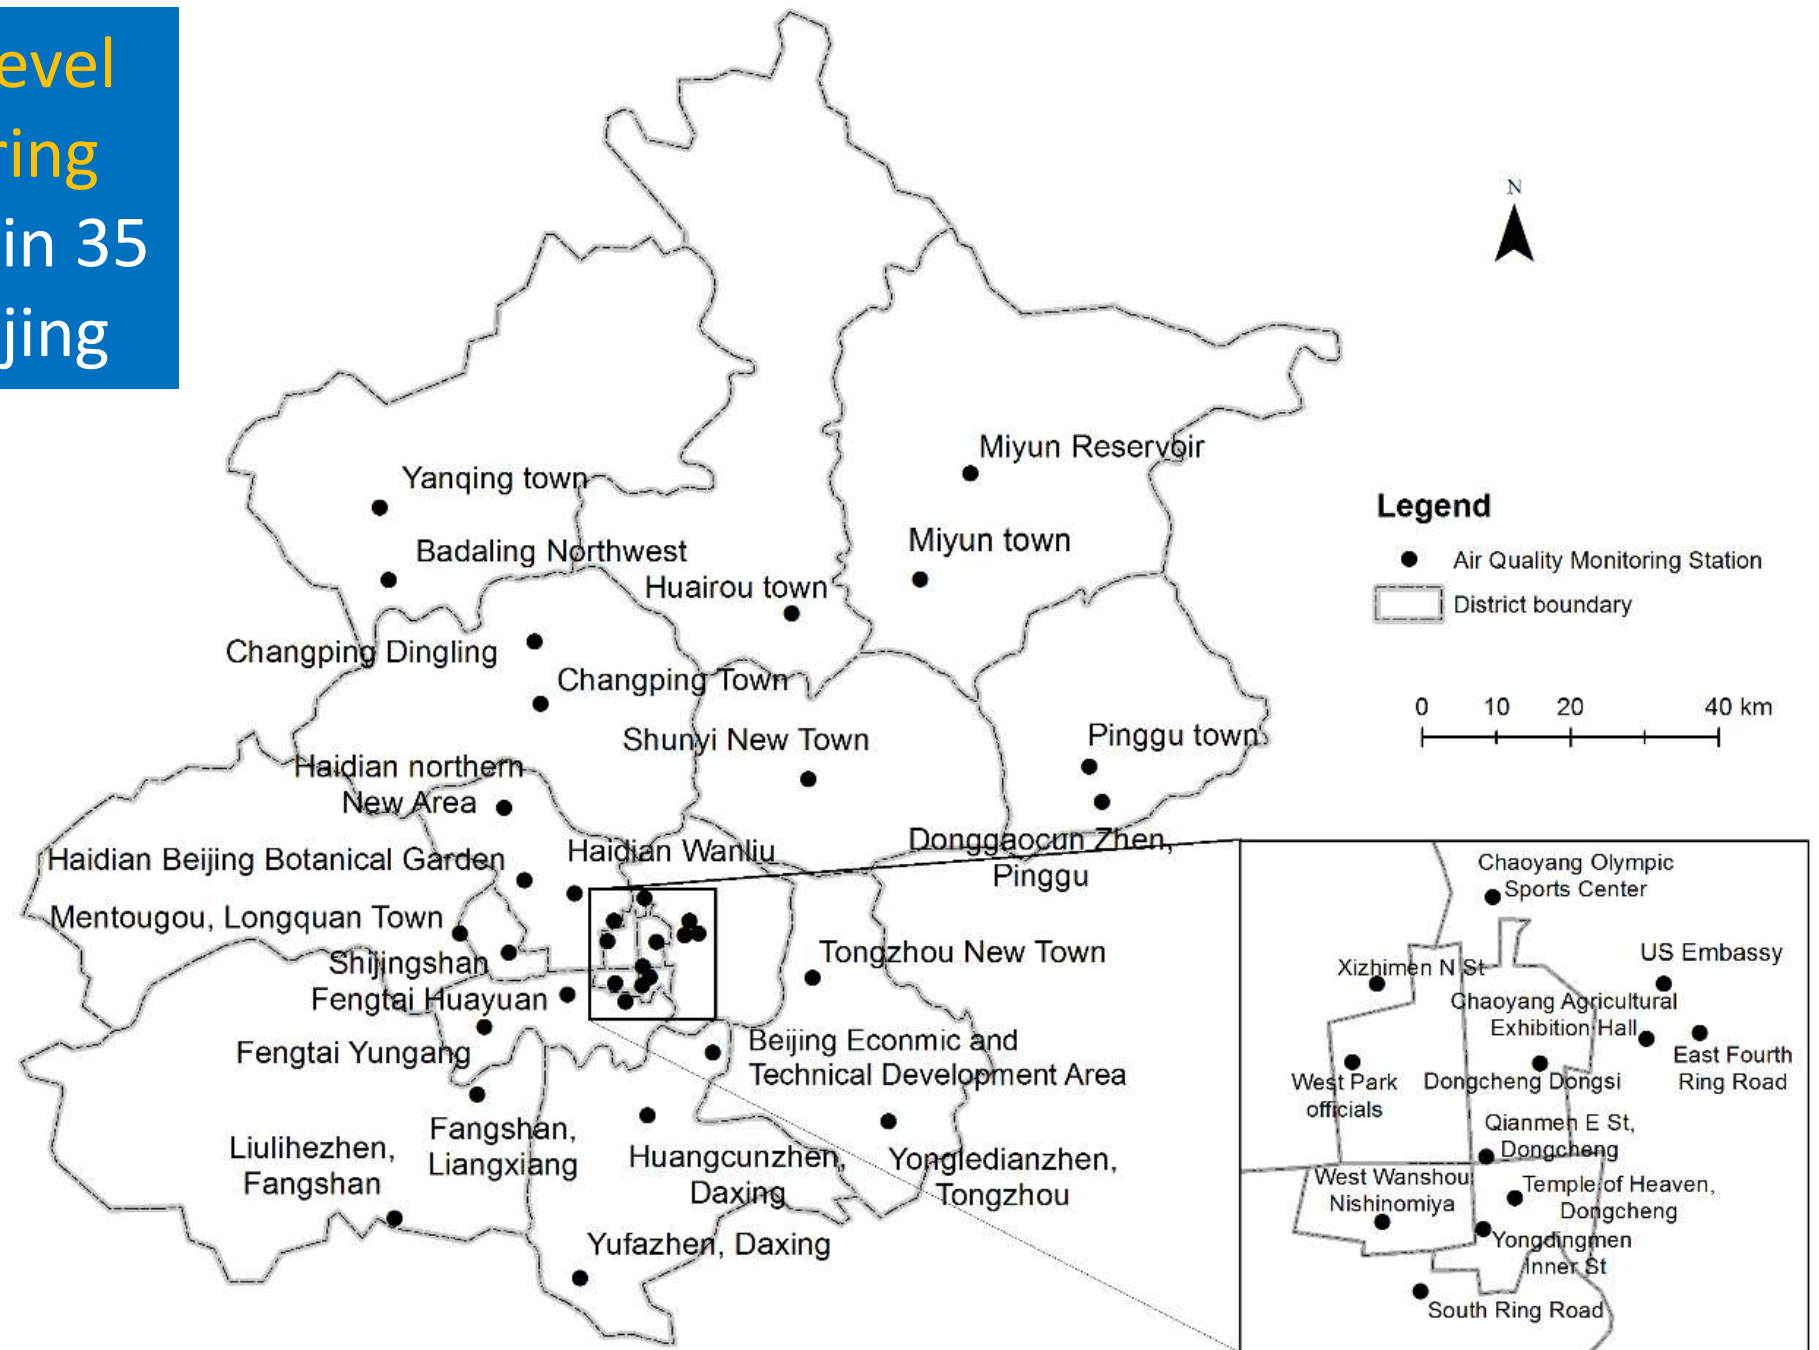 evel
ring
in 35
jing
N
Miyun Reservoir
Yanqing town
Legend
Miyun town
Badaling Northwest
Air Quality Monitoring Station
Huairou town
District boundary
Changping Dingling
Changping Town
0 10 20 40 km
Shunyi New Town
Pinggu town
Haidian northern
New Area
Donggaocun Zhen,
Pinggu
Haidian Wanliu
Haidian Beijing Botanical Garden
Mentougou, Longquan Town
Tongzhou New Town
Shijingshan
Fengtai Huayuan
Fengtai Yungang
Beijing Econmic and
Technical Development Area
Fangshan,
Liangxiang
Liulihezhen,
Fangshan
Huangcunzhen,
Daxing
Yongledianzhen,
Tongzhou
Yufazhen, Daxing
Chaoyang Olympic
Sports Center
US Embassy
Xizhimen N St
Chaoyang Agricultural
Exhibition Hall
East Fourth
Ring Road
West Park
officials
Dongcheng Dongsi
Qianmen E St,
Dongcheng
West Wanshou
Nishinomiya
Temple of Heaven,
Dongcheng
Yongdingmen
Inner St
South Ring Road